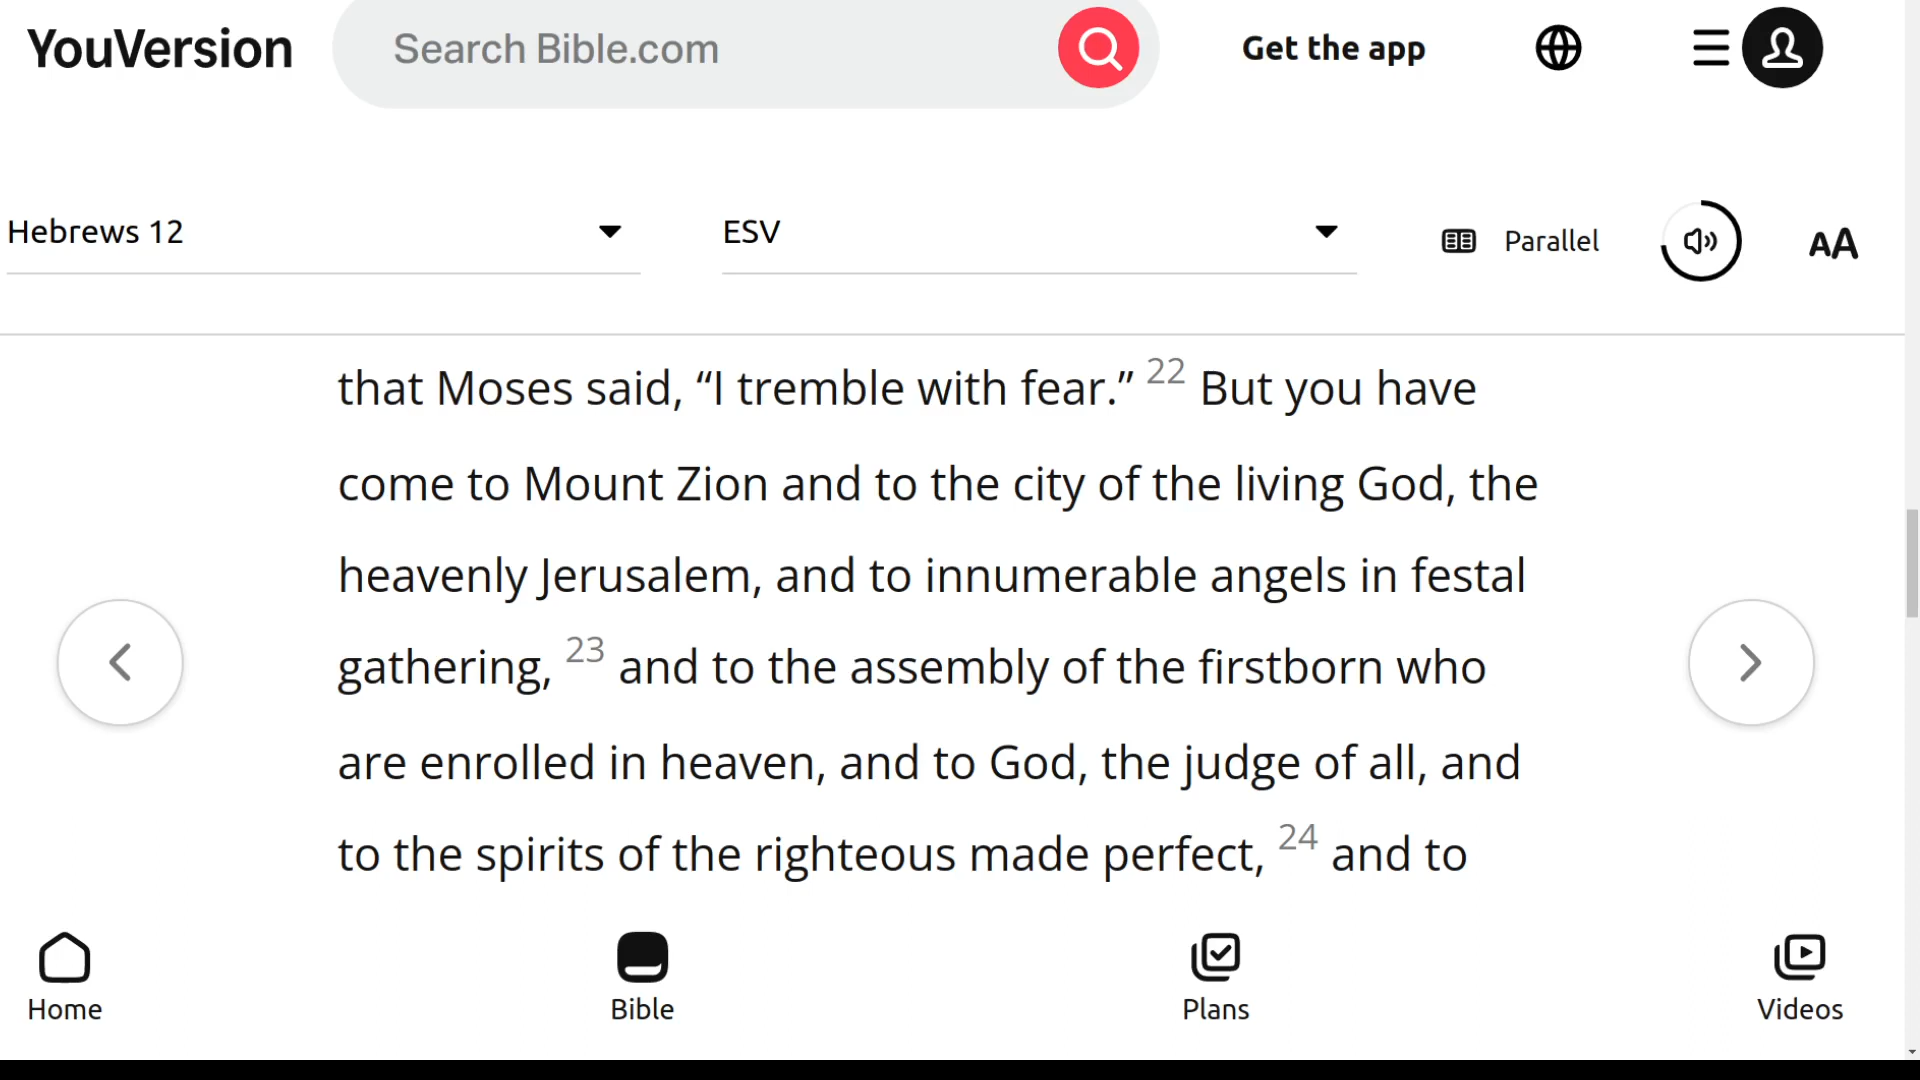 YouVersion Search Bible.com Get the app
Hebrews 12 ESV Parallel AA
that Moses said, “I tremble with fear.” 22 But you have
come to Mount Zion and to the city of the living God, the
heavenly Jerusalem, and to innumerable angels in festal
gathering, 23 and to the assembly of the firstborn who
are enrolled in heaven, and to God, the judge of all, and
to the spirits of the righteous made perfect, 24 and to
Home Bible Plans Videos